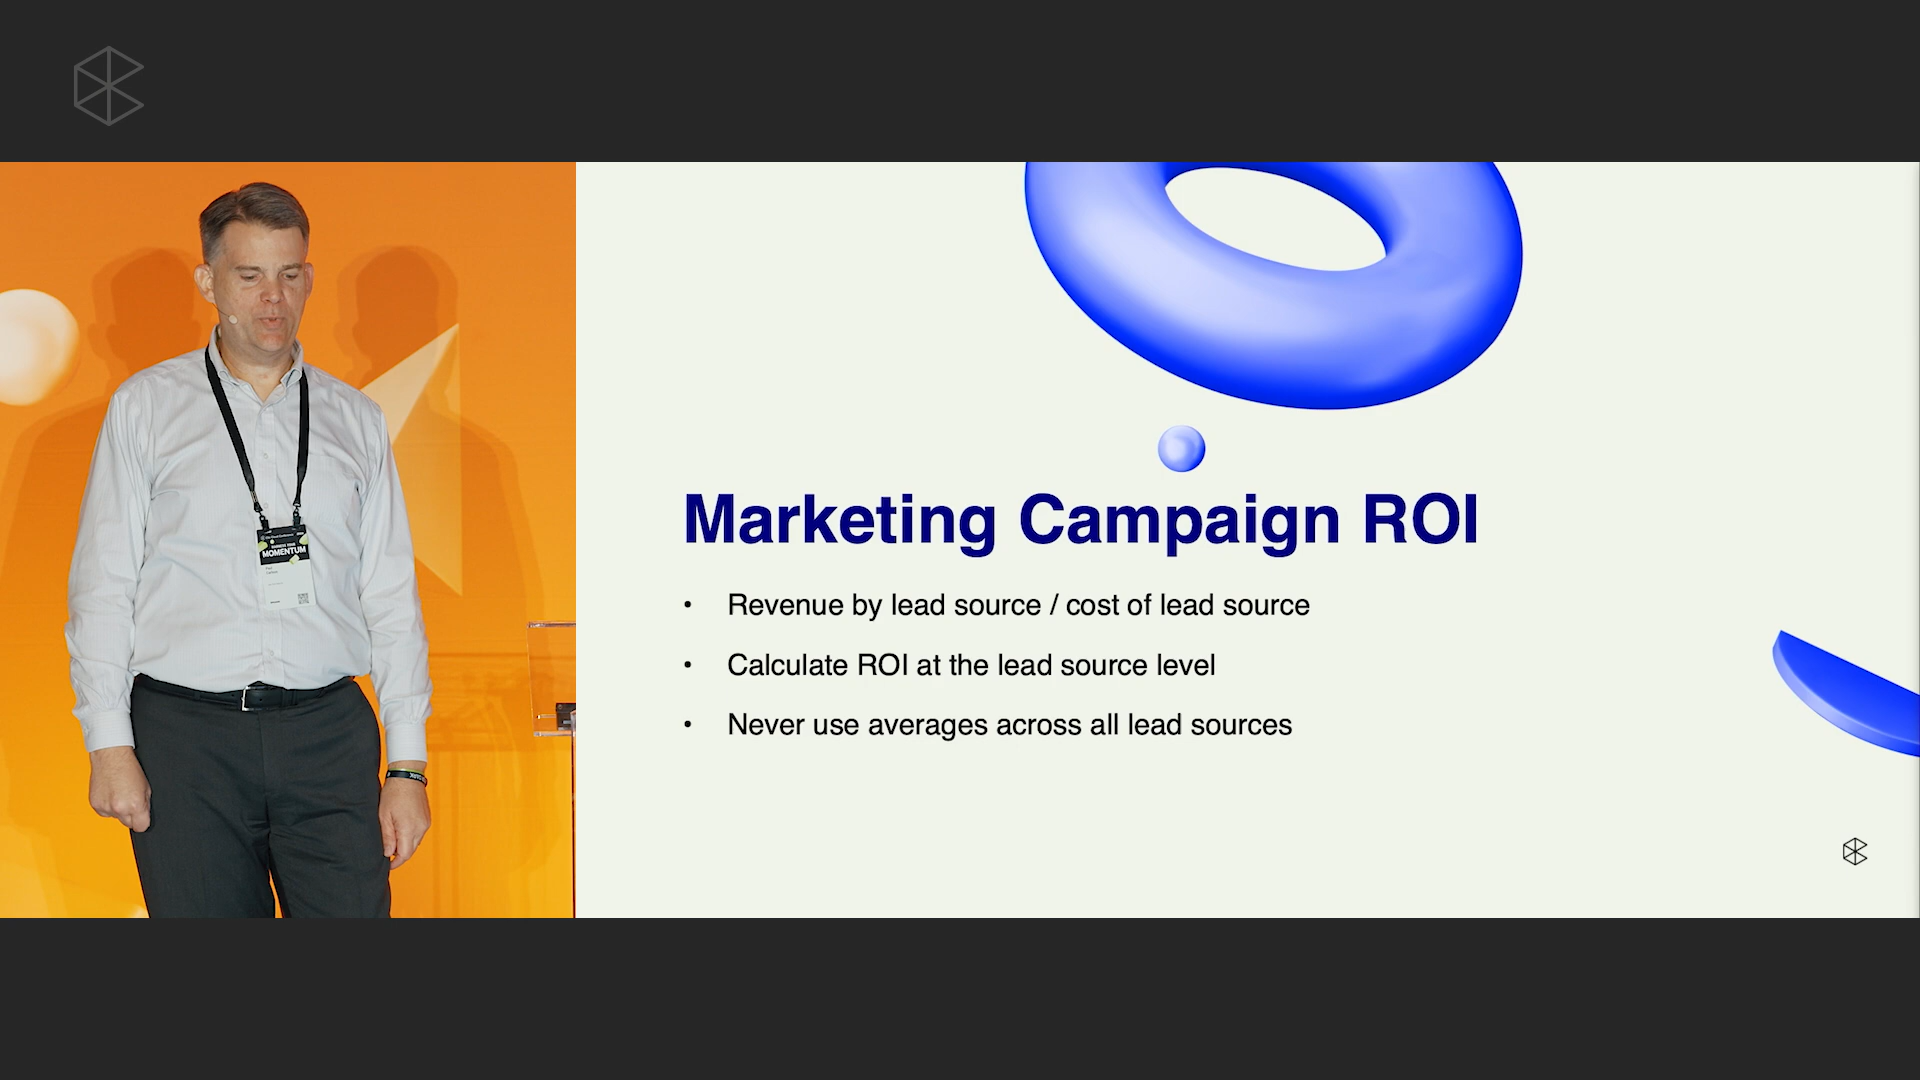 MOMENTUM
Marketing Campaign ROI
• Revenue by lead source / cost of lead source
• Calculate ROI at the lead source level
• Never use averages across all lead sources